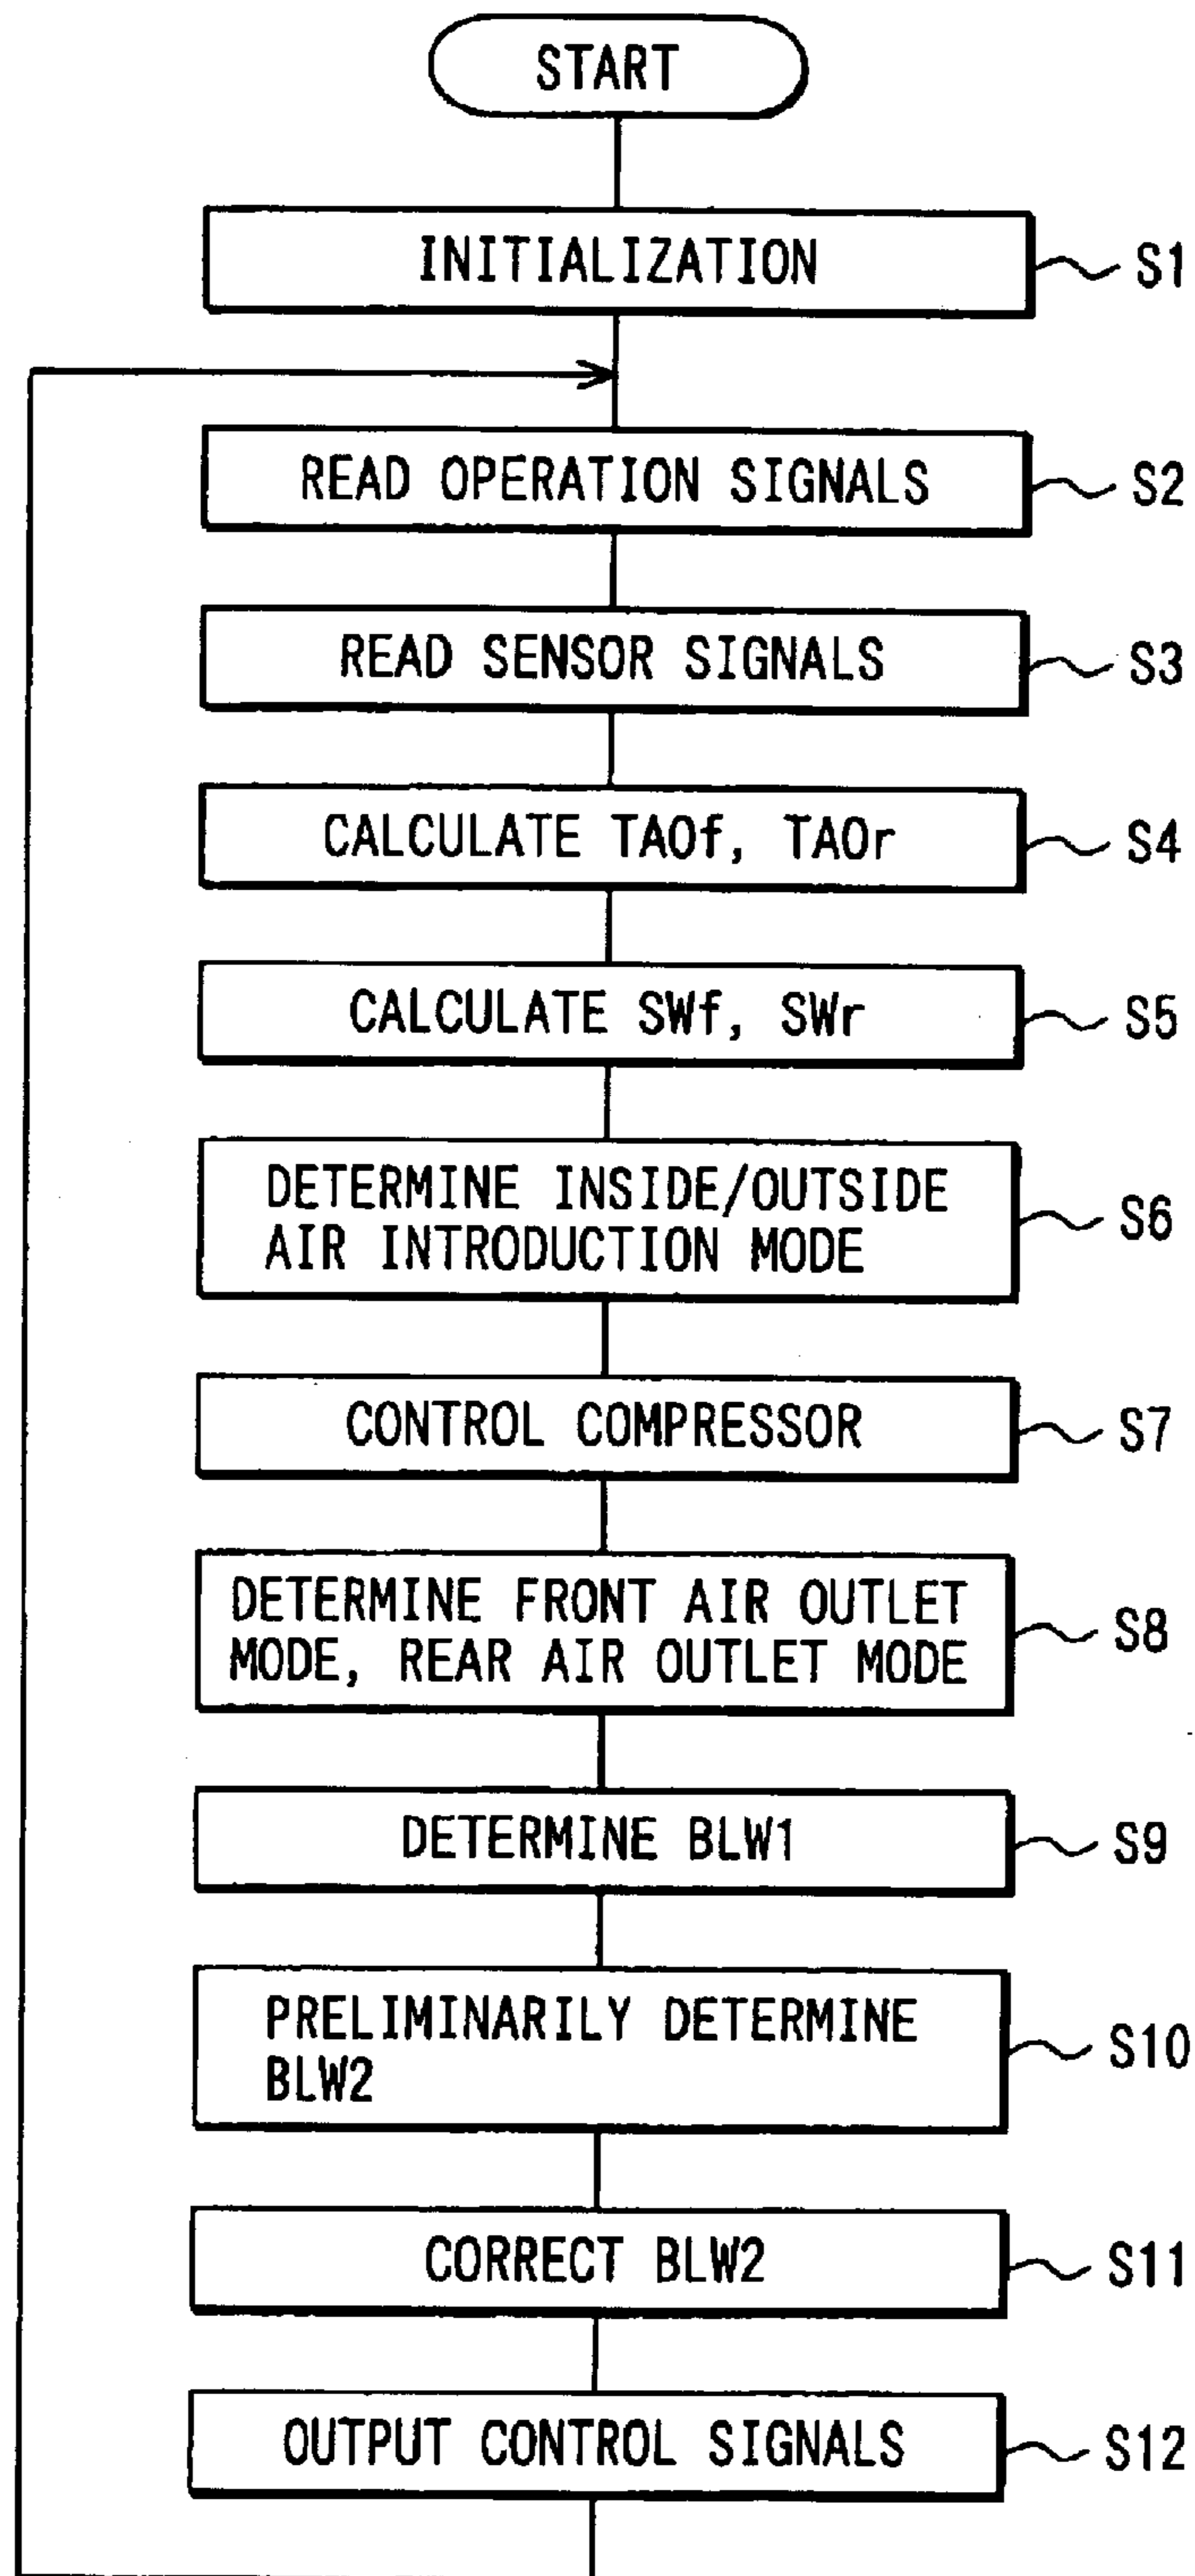 START
INITIALIZATION
S1
READ OPERATION SIGNALS
S2
READ SENSOR SIGNALS
S3
CALCULATE TAOf, TAOr
S4
CALCULATE SWf, SWr
S5
DETERMINE INSIDE/OUTSIDE
AIR INTRODUCTION MODE
S6
CONTROL COMPRESSOR
S7
DETERMINE FRONT AIR OUTLET
MODE, REAR AIR OUTLET MODE
S8
DETERMINE BLW1
S9
PRELIMINARILY DETERMINE
BLW2
S10
CORRECT BLW2
S11
OUTPUT CONTROL SIGNALS
S12